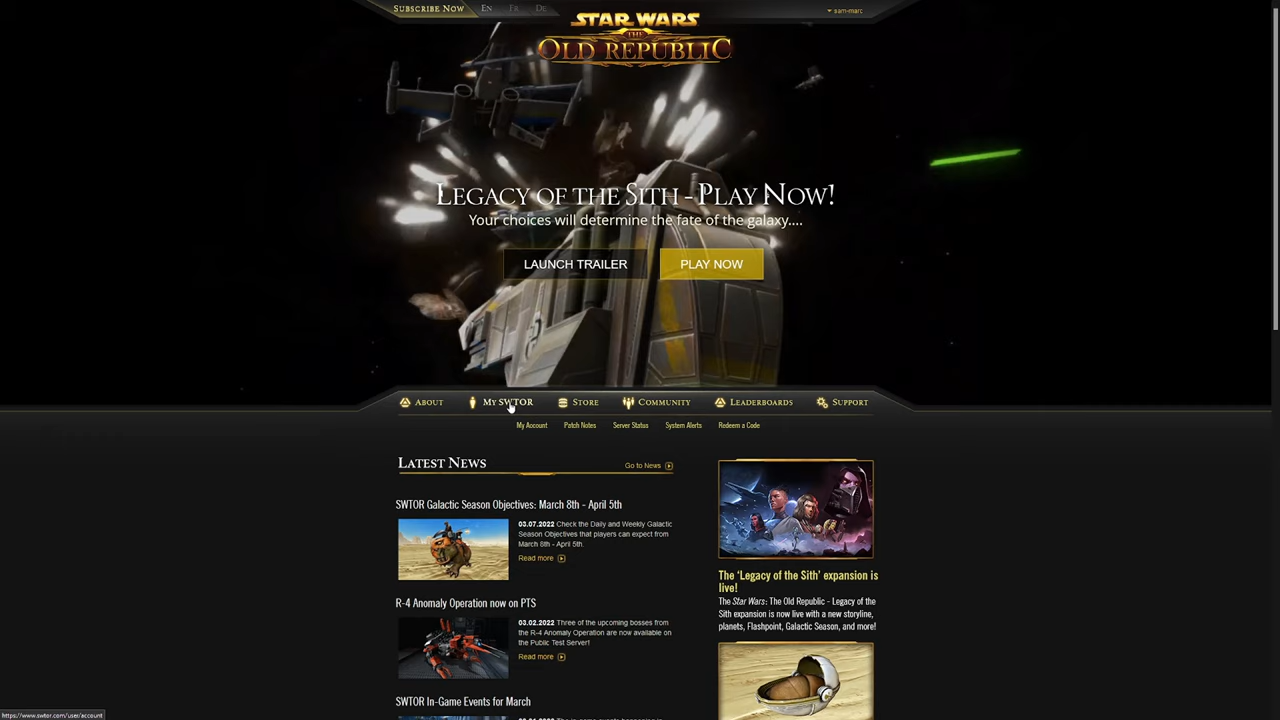 SUBSCRIBE NOW EN FR DE
sam-marc
STAR WARS
THE
OLD REPUBLIC
LEGACY OF THE SITH - PLAY NOW!
Your choices will determine the fate of the galaxy....
LAUNCH TRAILER PLAY NOW
ABOUT MY SWTOR STORE COMMUNITY LEADERBOARDS SUPPORT
My Account Patch Notes Server Status System Alerts Redeem a Code
LATEST NEWS Go to News
SWTOR Galactic Season Objectives: March 8th - April 5th
03.07.2022 Check the Daily and Weekly Galactic
Season Objectives that players can expect from
March 8th - April 5th.
Read more
R-4 Anomaly Operation now on PTS
03.02.2022 Three of the upcoming bosses from
the R-4 Anomaly Operation are now available on
the Public Test Server!
Read more
SWTOR In-Game Events for March
The 'Legacy of the Sith' expansion is
live!
The Star Wars: The Old Republic - Legacy of the
Sith expansion is now live with a new storyline,
planets, Flashpoint, Galactic Season, and more!
https://www.swtor.com/user/account